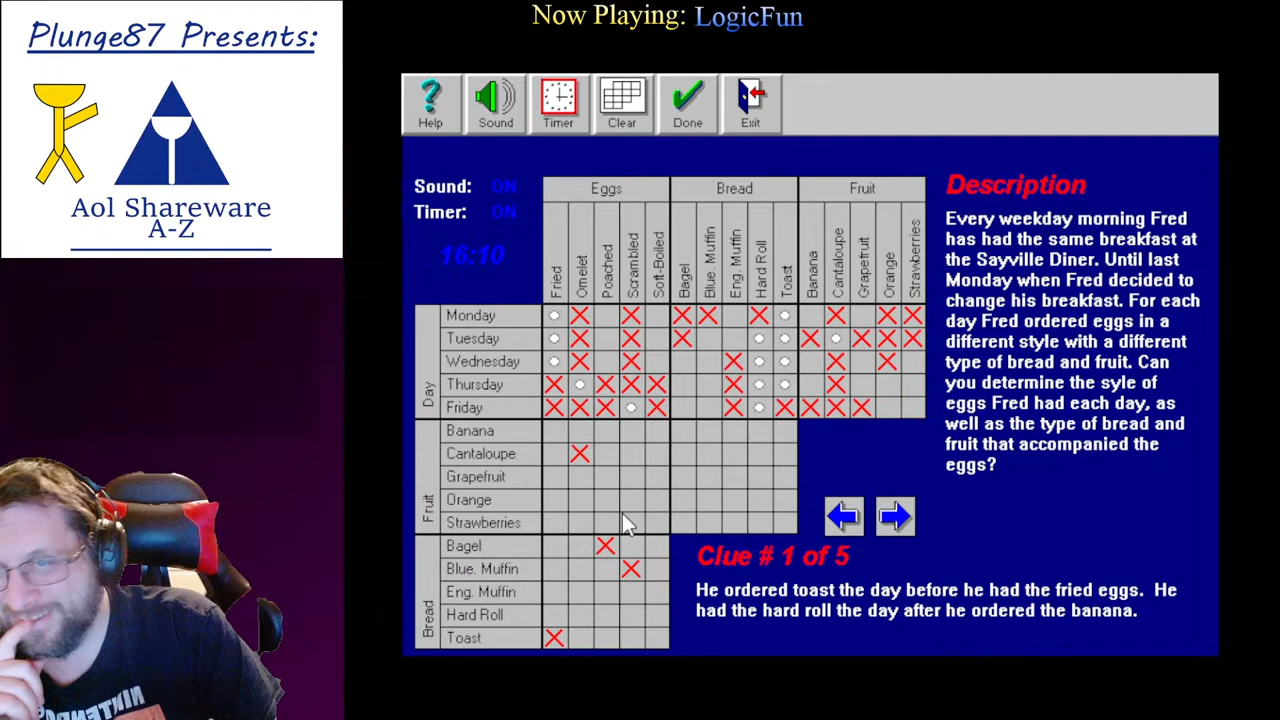 Now Playing: LogicFun
Plunge87 Presents:
Aol Shareware
A-Z
Help
Sound
Timer
Clear
Done
Exit
Sound: ON
Timer: ON
16:10
Eggs
Bread
Fruit
Fried
Omelet
Poached
Scrambled
Soft-Boiled
Bagel
Blue. Muffin
Eng. Muffin
Hard Roll
Toast
Banana
Cantaloupe
Grapefruit
Orange
Strawberries
Day
Monday
Tuesday
Wednesday
Thursday
Friday
Fruit
Banana
Cantaloupe
Grapefruit
Orange
Strawberries
Bread
Bagel
Blue. Muffin
Eng. Muffin
Hard Roll
Toast
Description
Every weekday morning Fred
has had the same breakfast at
the Sayville Diner. Until last
Monday when Fred decided to
change his breakfast. For each
day Fred ordered eggs in a
different style with a different
type of bread and fruit. Can
you determine the syle of
eggs Fred had each day, as
well as the type of bread and
fruit that accompanied the
eggs?
Clue # 1 of 5
He ordered toast the day before he had the fried eggs. He
had the hard roll the day after he ordered the banana.
NINTENDO